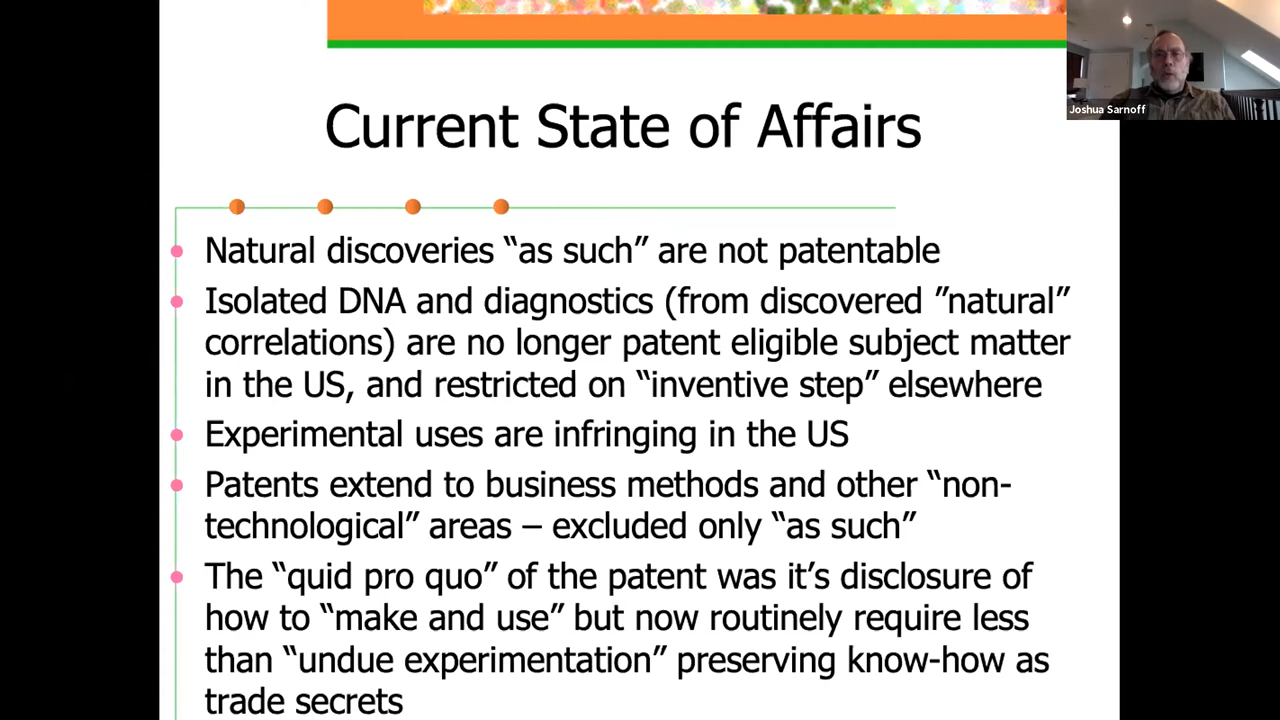 Joshua Sarnoff
Current State of Affairs
Natural discoveries “as such” are not patentable
Isolated DNA and diagnostics (from discovered ”natural”
correlations) are no longer patent eligible subject matter
in the US, and restricted on “inventive step” elsewhere
Experimental uses are infringing in the US
Patents extend to business methods and other “non-
technological” areas – excluded only “as such”
The “quid pro quo” of the patent was it’s disclosure of
how to “make and use” but now routinely require less
than “undue experimentation” preserving know-how as
trade secrets